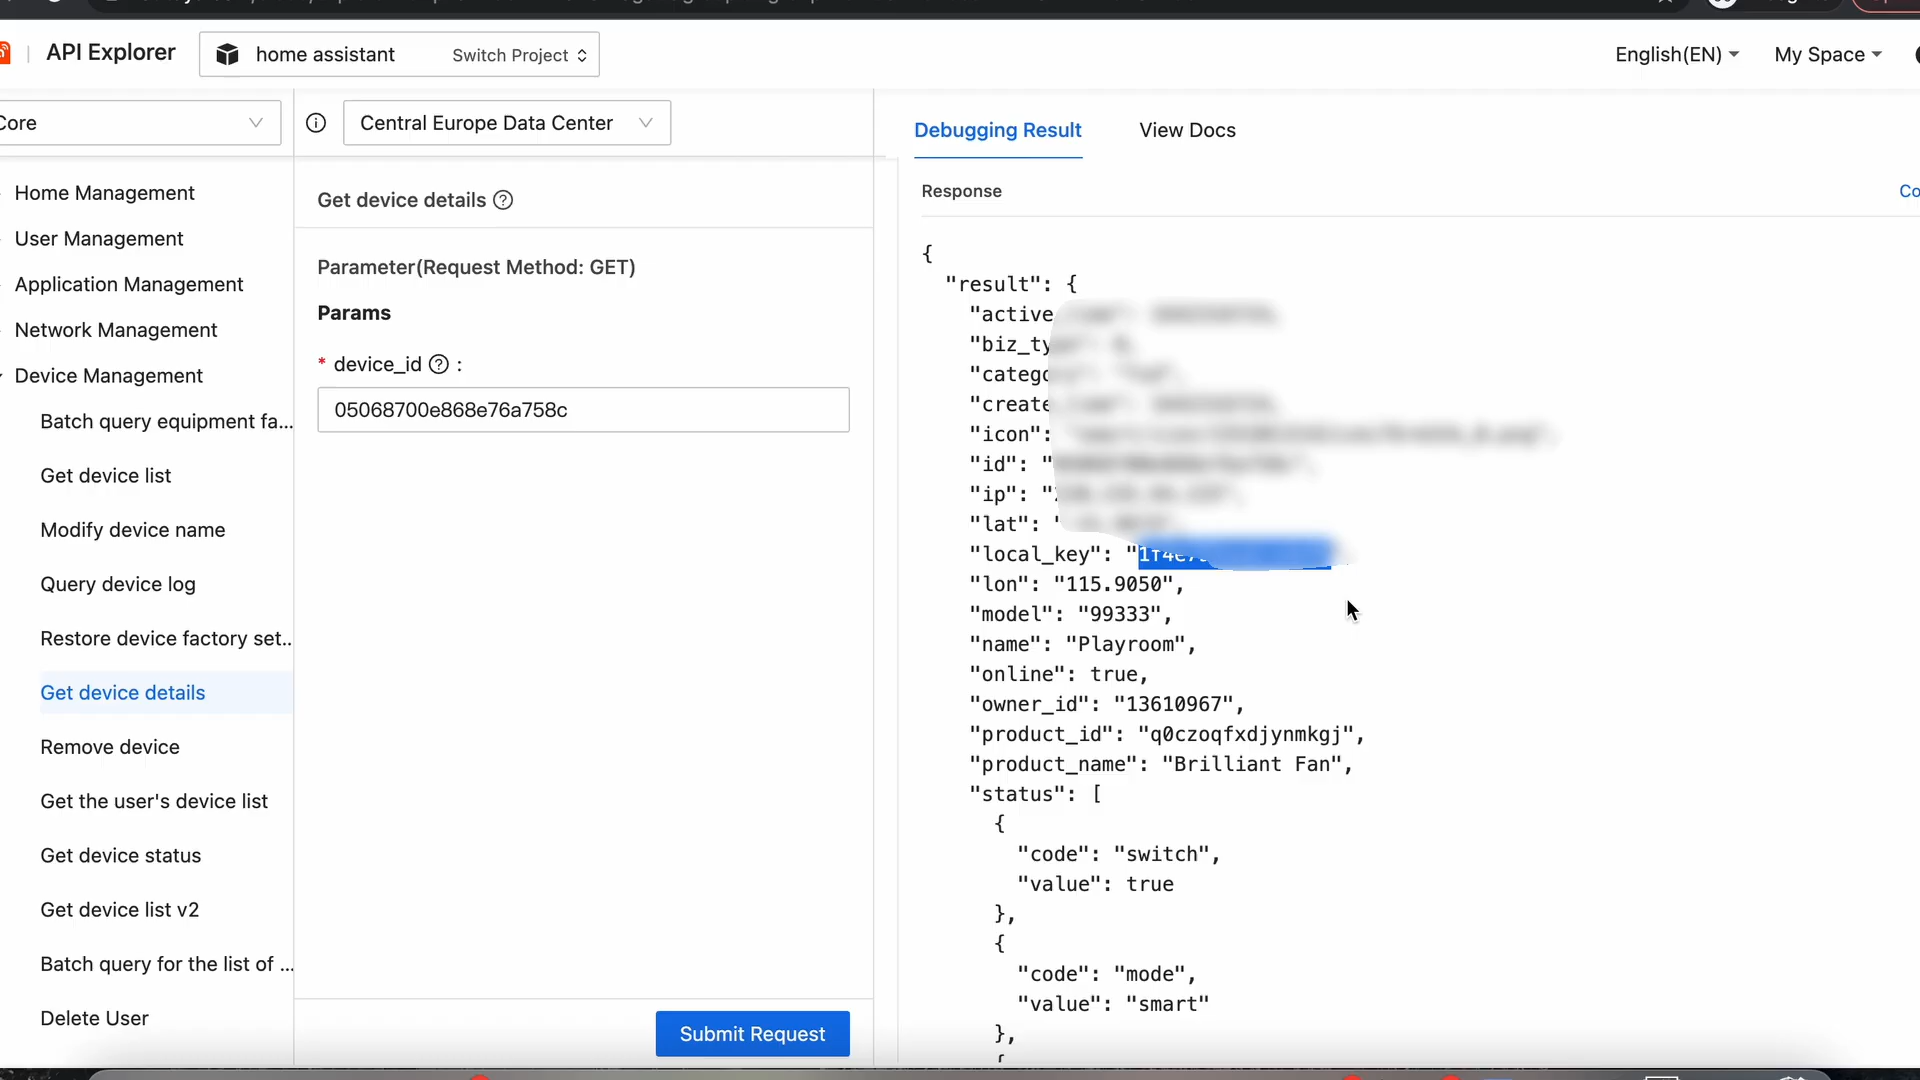 API Explorer
home assistant
Switch Project
English(EN)
My Space
Core
Central Europe Data Center
Home Management
User Management
Application Management
Network Management
Device Management
Batch query equipment fa...
Get device list
Modify device name
Query device log
Restore device factory set...
Get device details
Remove device
Get the user's device list
Get device status
Get device list v2
Batch query for the list of ...
Delete User
Get device details
Parameter(Request Method: GET)
Params
* device_id :
05068700e868e76a758c
Submit Request
Debugging Result
View Docs
Response
Co
{
"result": {
"active
"biz_ty
"catego
"create
"icon":
"id": "
"ip": "
"lat": "
"local_key": "1f4e
"lon": "115.9050",
"model": "99333",
"name": "Playroom",
"online": true,
"owner_id": "13610967",
"product_id": "q0czoqfxdjynmkgj",
"product_name": "Brilliant Fan",
"status": [
{
"code": "switch",
"value": true
},
{
"code": "mode",
"value": "smart"
},
{